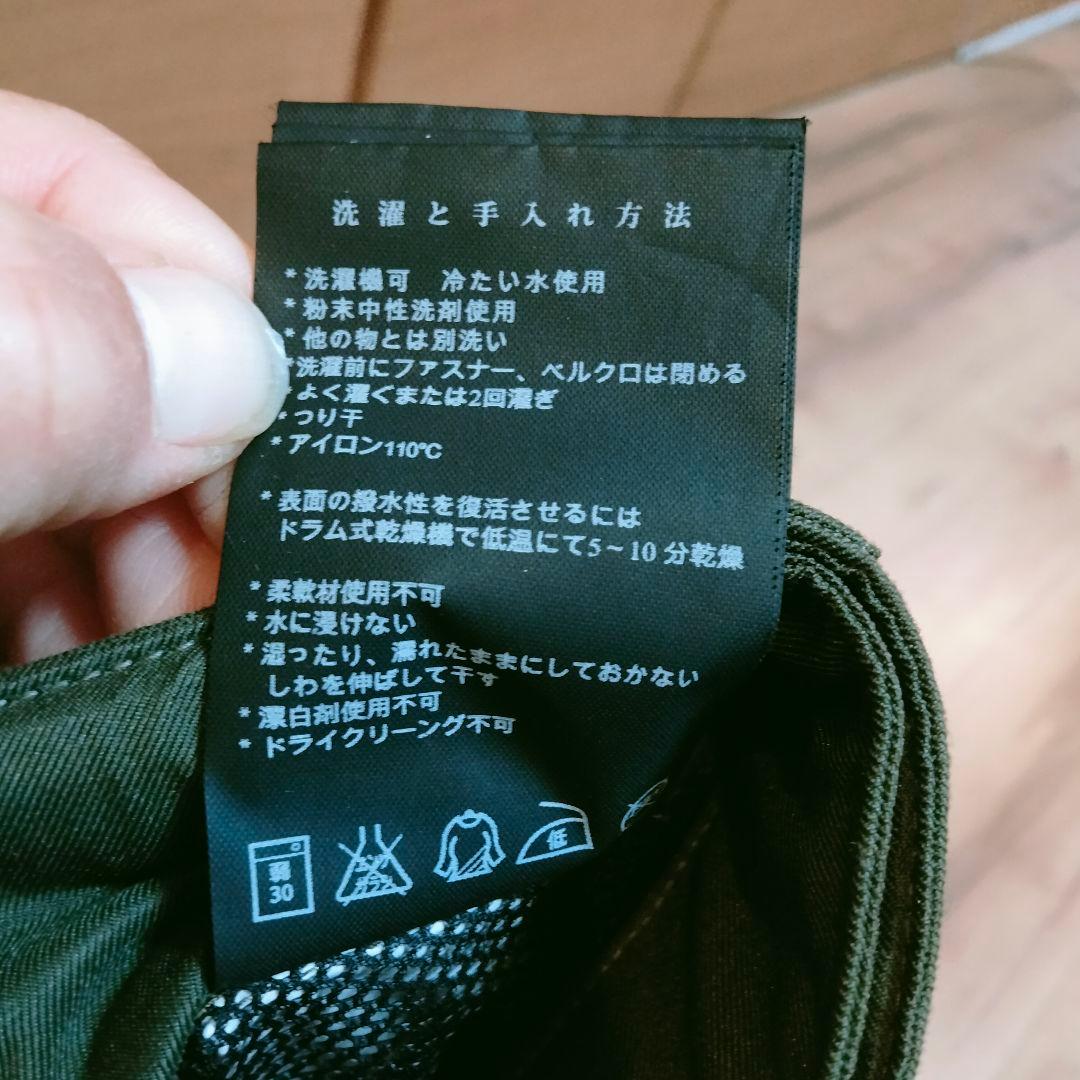 洗濯と手入れ方法
*洗濯機可 冷たい水使用
*粉末中性洗剤使用
*他の物とは別洗い
*洗濯前にファスナー、ベルクロは閉める
*よく濯ぐまたは2回濯ぎ
*つり干
*アイロン110℃
*表面の撥水性を復活させるには
ドラム式乾燥機で低温にて5~10 分乾燥
*柔軟材使用不可
*水に浸けない
*湿ったり、濡れたままにしておかない
しわを伸ばして干す
*漂白剤使用不可
*ドライクリーング不可
弱
30
エンソ
サラシ
低